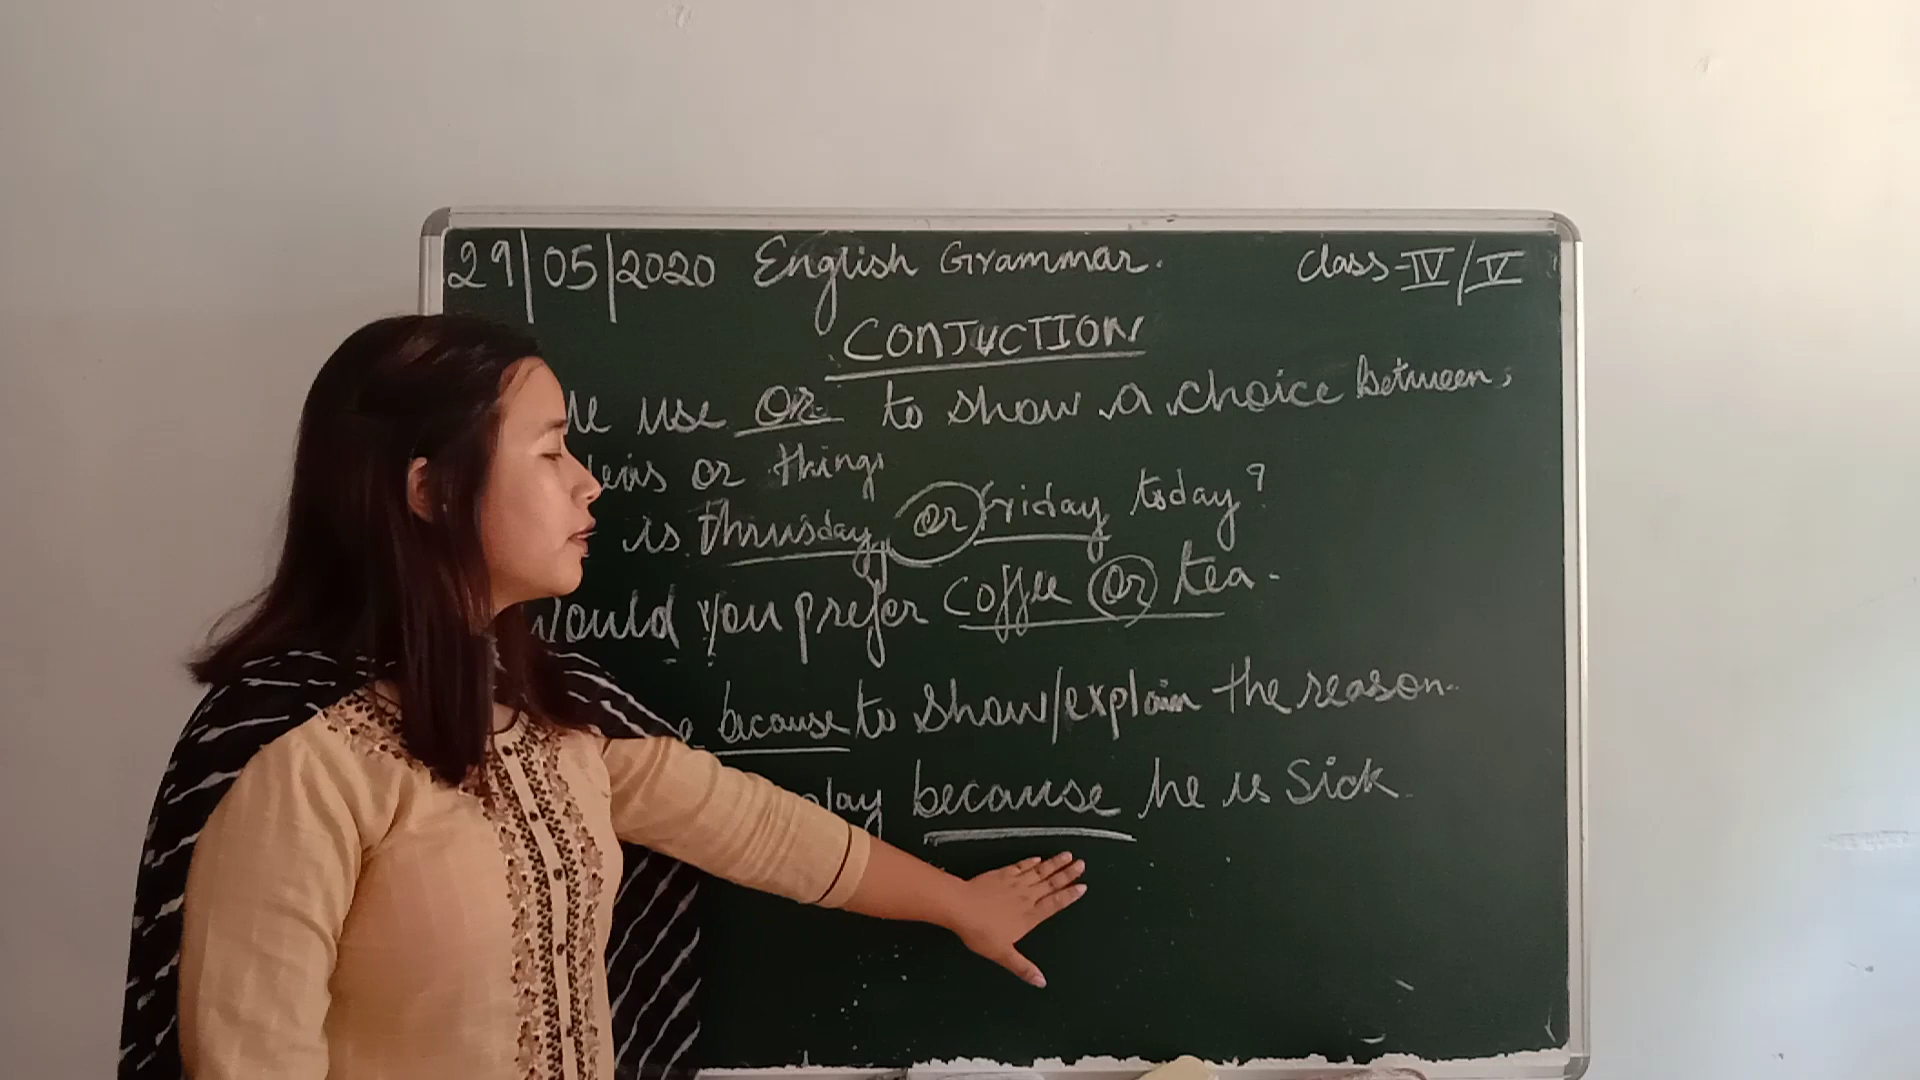 29/05/2020 English Grammar. Class-IV/V
CONJUCTION
use OR to show a choice between,
or things
is thrusday or friday today?
Would you prefer coffee or tea.
because to show/explain the reason.
play because he is Sick.